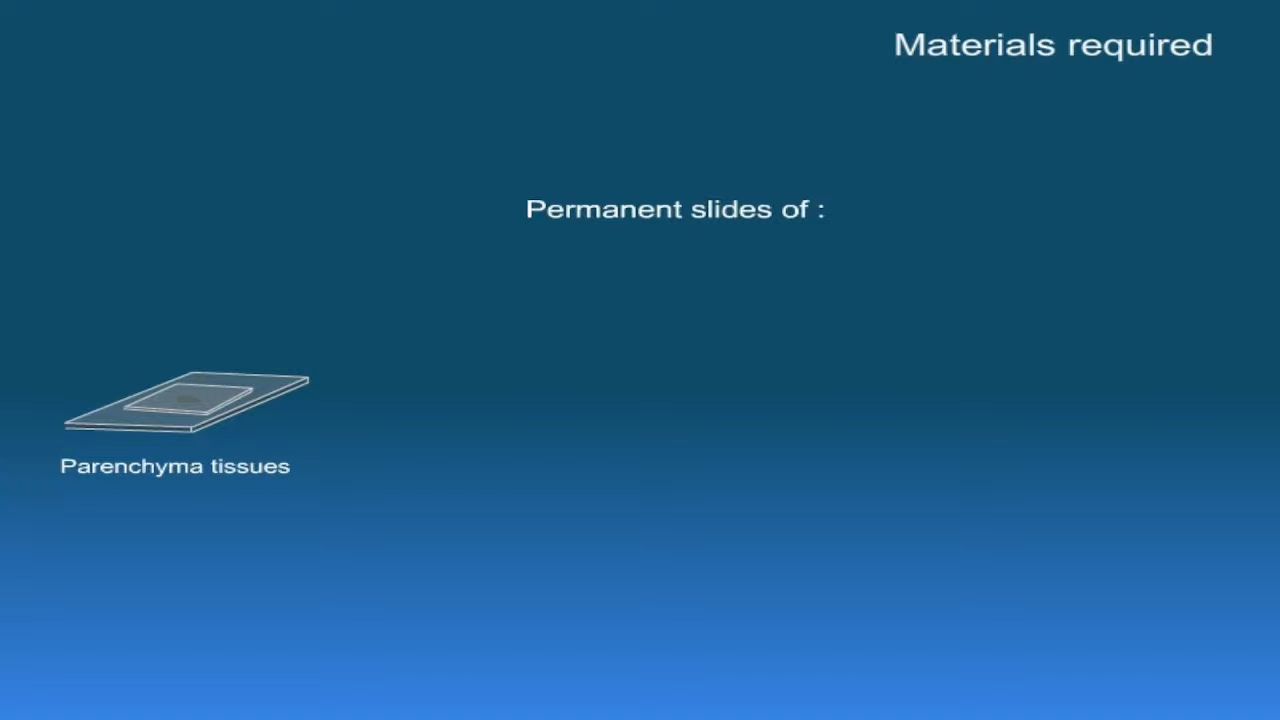 Materials required
Permanent slides of :
Parenchyma tissues